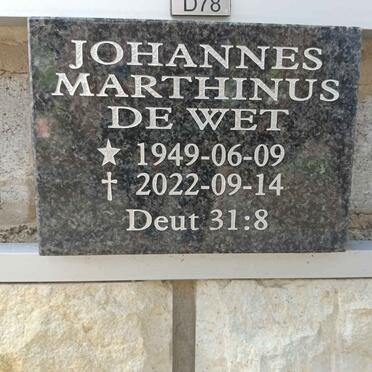 D78
JOHANNES
MARTHINUS
DE WET
★ 1949-06-09
✝ 2022-09-14
Deut 31:8